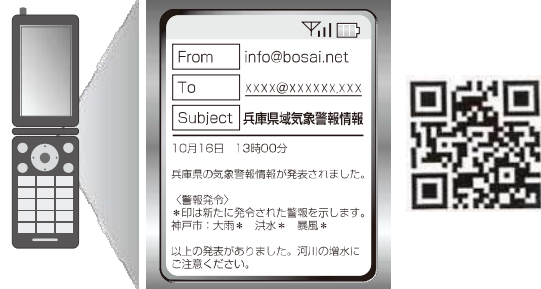 From info@bosai.net
To xxxx@xxxxxx.xxx
Subject 兵庫県域気象警報情報
10月16日 13時00分
兵庫県の気象警報情報が発表されました。
〈警報発令〉
＊印は新たに発令された警報を示します。
神戸市：大雨＊ 洪水＊ 暴風＊
以上の発表がありました。河川の増水に
ご注意ください。